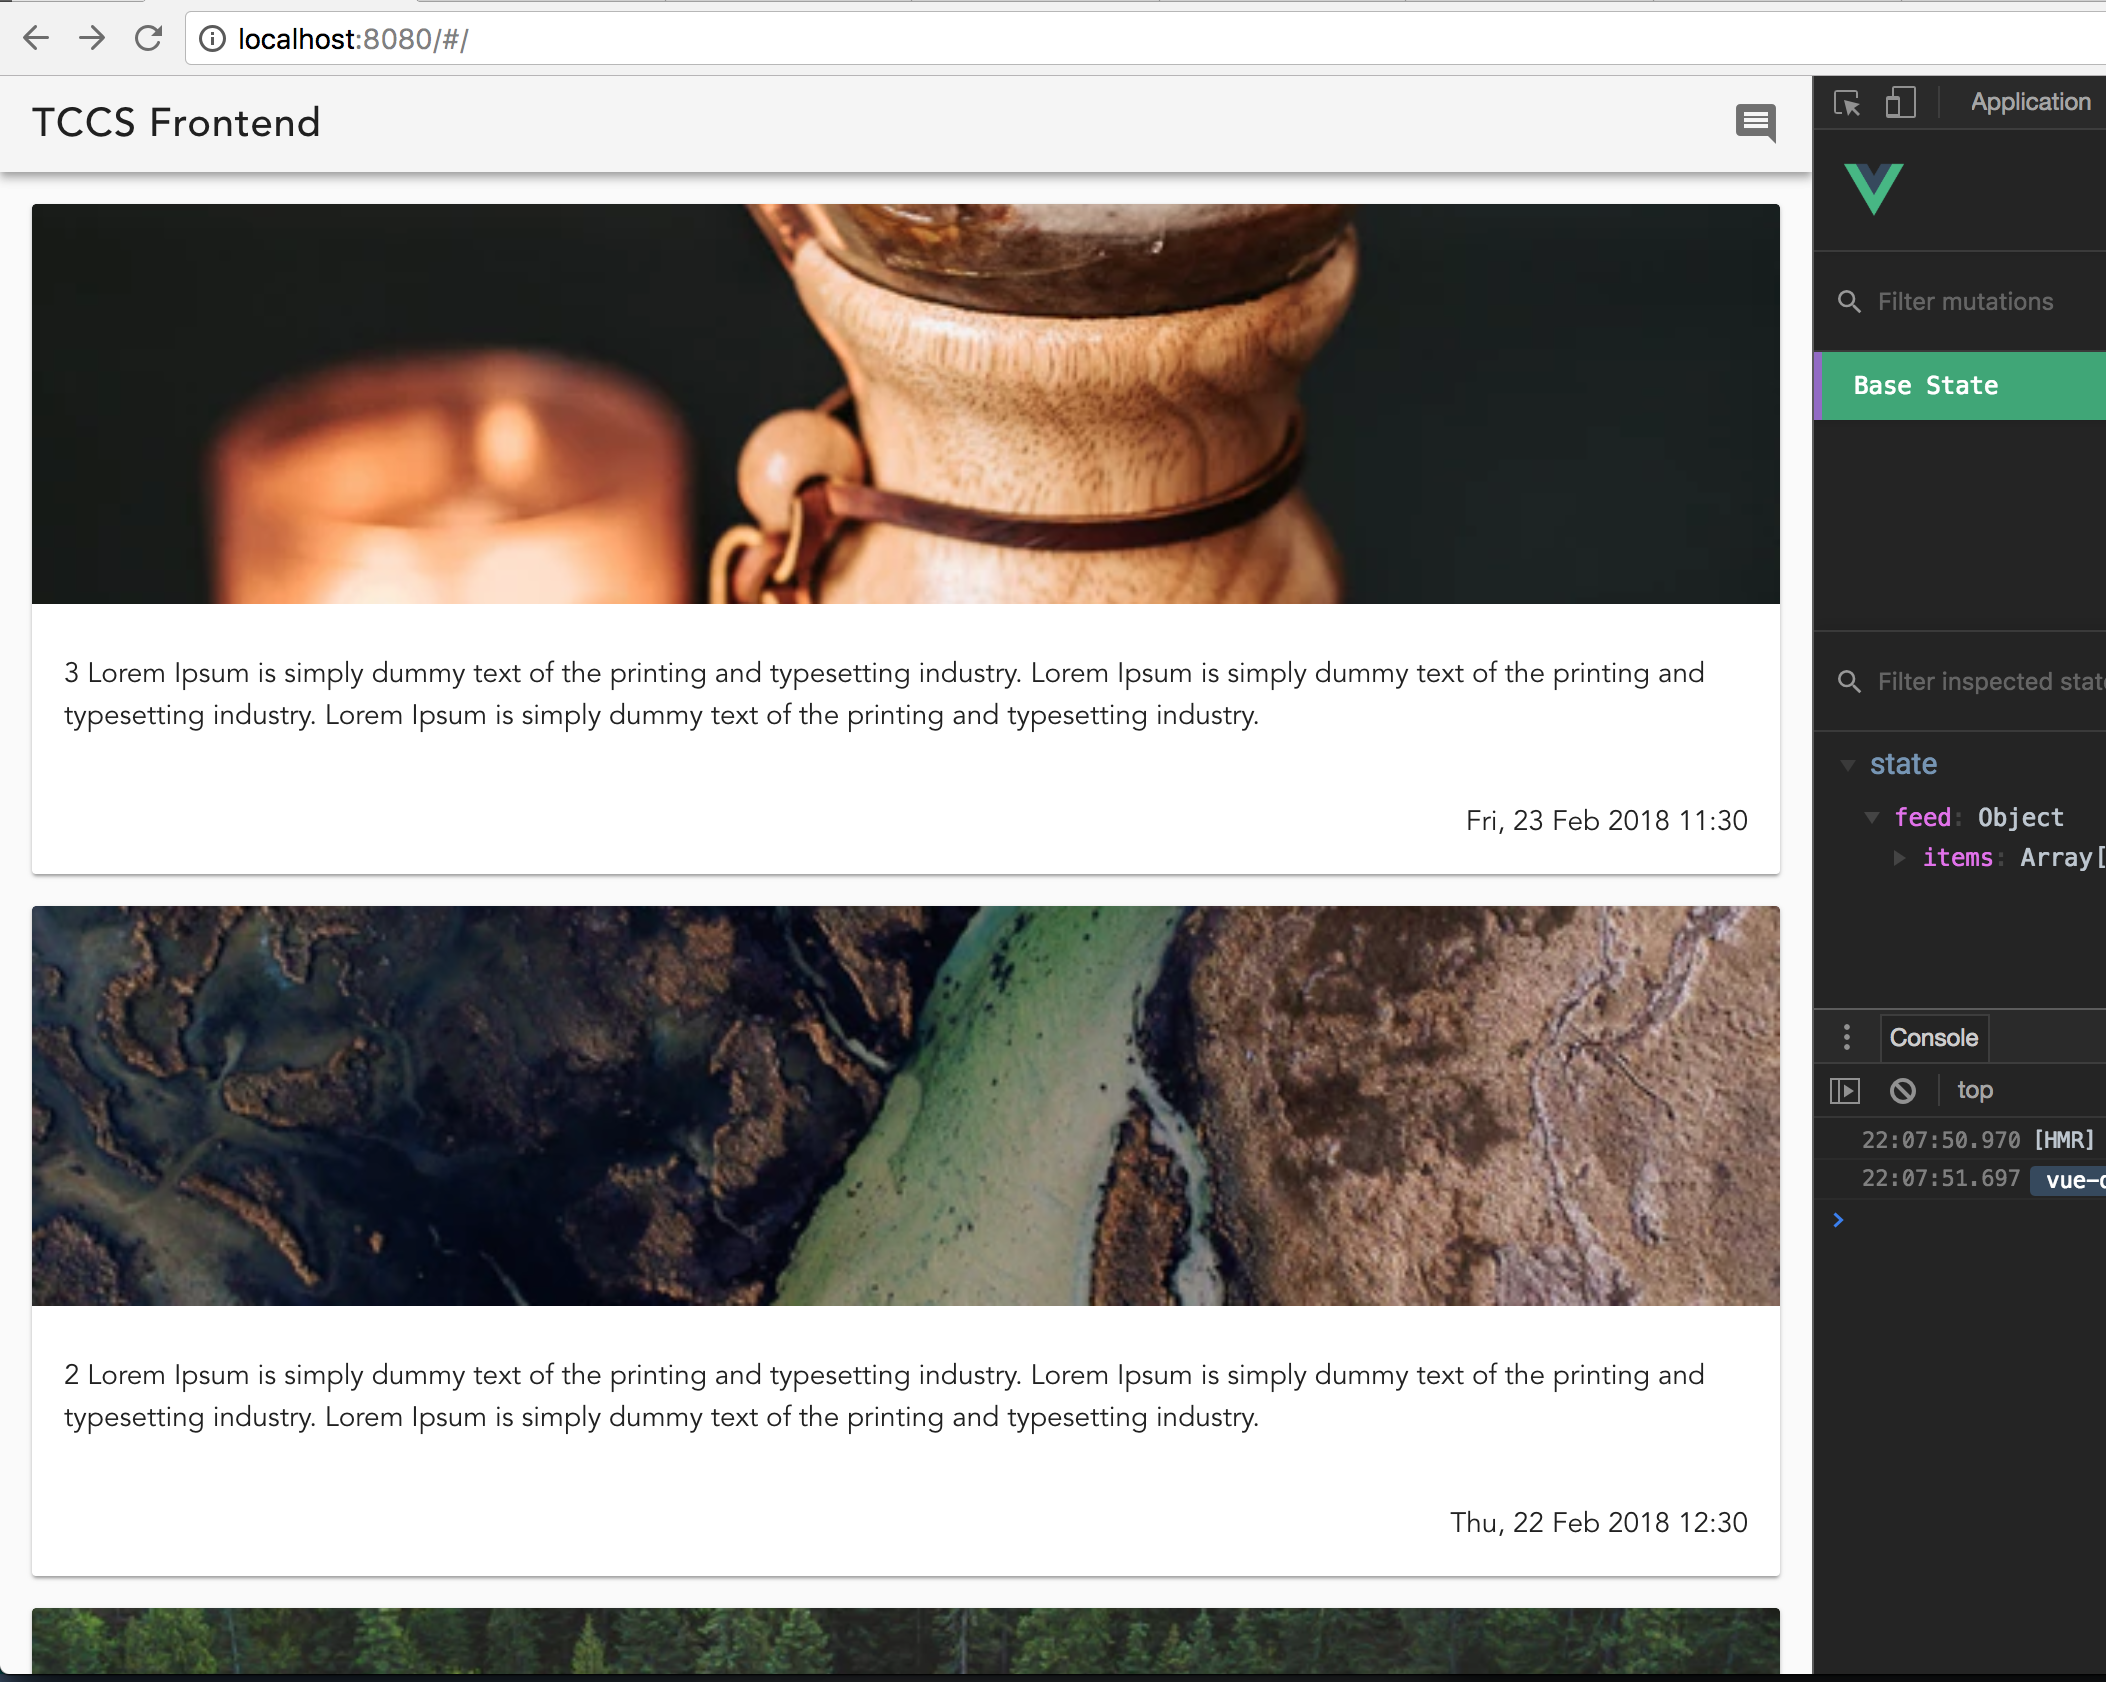 localhost:8080/#/
TCCS Frontend
3 Lorem Ipsum is simply dummy text of the printing and typesetting industry. Lorem Ipsum is simply dummy text of the printing and
typesetting industry. Lorem Ipsum is simply dummy text of the printing and typesetting industry.
Fri, 23 Feb 2018 11:30
2 Lorem Ipsum is simply dummy text of the printing and typesetting industry. Lorem Ipsum is simply dummy text of the printing and
typesetting industry. Lorem Ipsum is simply dummy text of the printing and typesetting industry.
Thu, 22 Feb 2018 12:30
Application
Filter mutations
Base State
Filter inspected stat
state
feed: Object
items: Array[
Console
top
22:07:50.970 [HMR]
22:07:51.697 vue-d